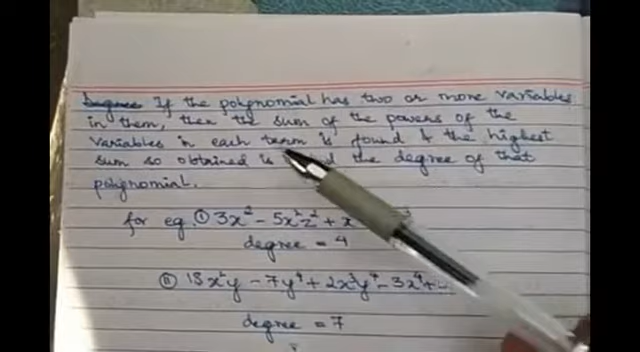 Degree If the polynomial has two or more variables
in them, then the sum of the powers of the
variables in each term is found & the highest
sum so obtained is the degree of that
polynomial.
for eg. ① 3x² - 5x²z² + x
degree = 4
② 18x²y - 7y⁴ + 2x³y⁴ - 3x⁴ +
degree = 7